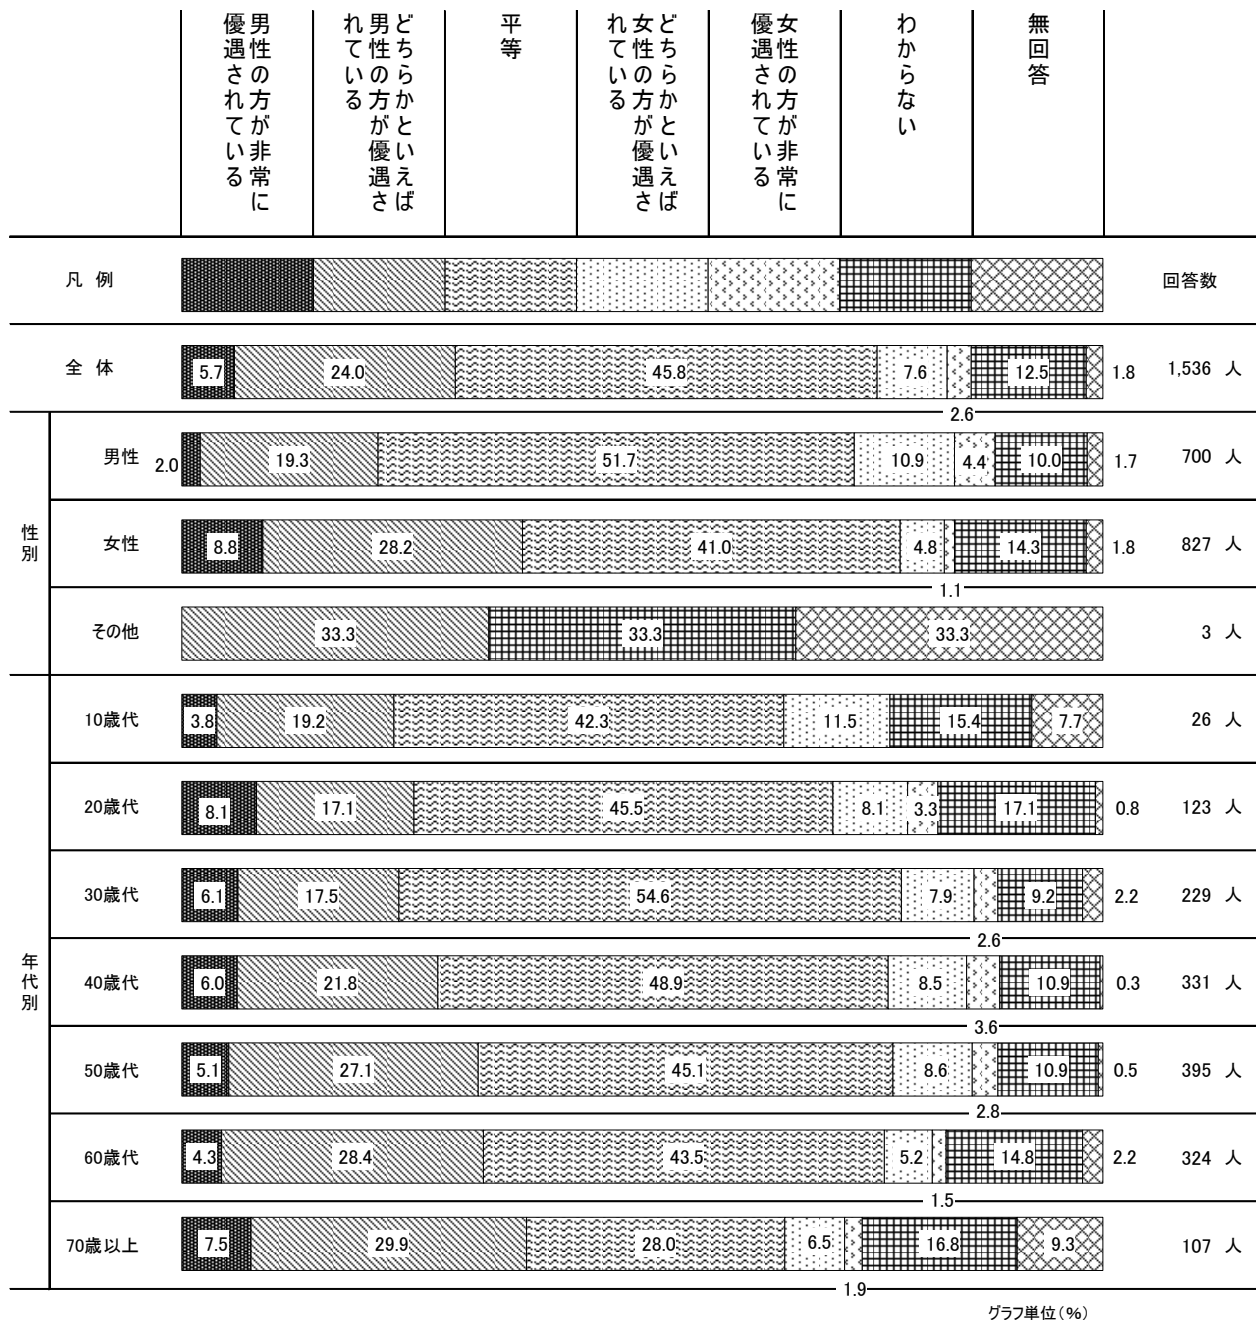 男性の方が非常に
優遇されている
どちらかといえば
男性の方が優遇さ
れている
平等
どちらかといえば
女性の方が優遇さ
れている
女性の方が非常に
優遇されている
わからない
無回答
凡 例
回答数
全 体
5.7
24.0
45.8
7.6
2.6
12.5
1.8
1,536 人
性別
男性
2.0
19.3
51.7
10.9
4.4
10.0
1.7
700 人
女性
8.8
28.2
41.0
4.8
1.1
14.3
1.8
827 人
その他
33.3
33.3
33.3
3 人
年代別
10歳代
3.8
19.2
42.3
11.5
15.4
7.7
26 人
20歳代
8.1
17.1
45.5
8.1
3.3
17.1
0.8
123 人
30歳代
6.1
17.5
54.6
7.9
2.6
9.2
2.2
229 人
40歳代
6.0
21.8
48.9
8.5
3.6
10.9
0.3
331 人
50歳代
5.1
27.1
45.1
8.6
2.8
10.9
0.5
395 人
60歳代
4.3
28.4
43.5
5.2
1.5
14.8
2.2
324 人
70歳以上
7.5
29.9
28.0
6.5
1.9
16.8
9.3
107 人
グラフ単位(%)